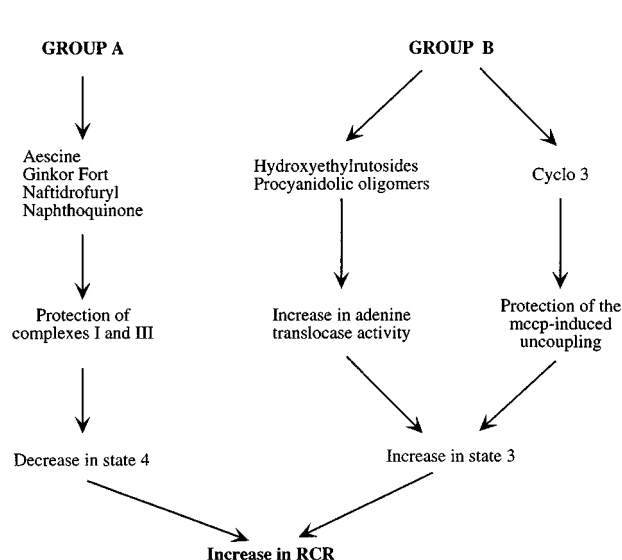 GROUP A
GROUP B
Aescine
Ginkor Fort
Naftidrofuryl
Naphthoquinone
Hydroxyethylrutosides
Procyanidolic oligomers
Cyclo 3
Protection of
complexes I and III
Increase in adenine
translocase activity
Protection of the
mccp-induced
uncoupling
Decrease in state 4
Increase in state 3
Increase in RCR